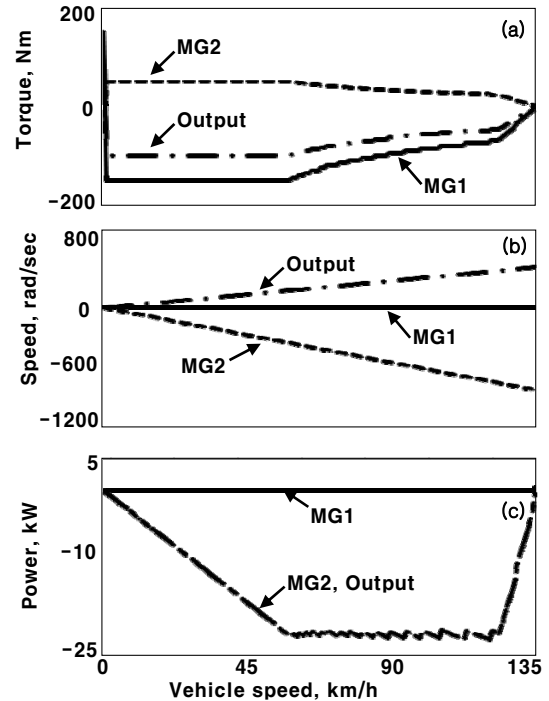 200
(a)
MG2
Torque, Nm
0
Output
MG1
-200
800
(b)
Output
Speed, rad/sec
0
MG1
-600
MG2
-1200
5
(c)
MG1
Power, kW
-10
MG2, Output
-25
0 45 90 135
Vehicle speed, km/h